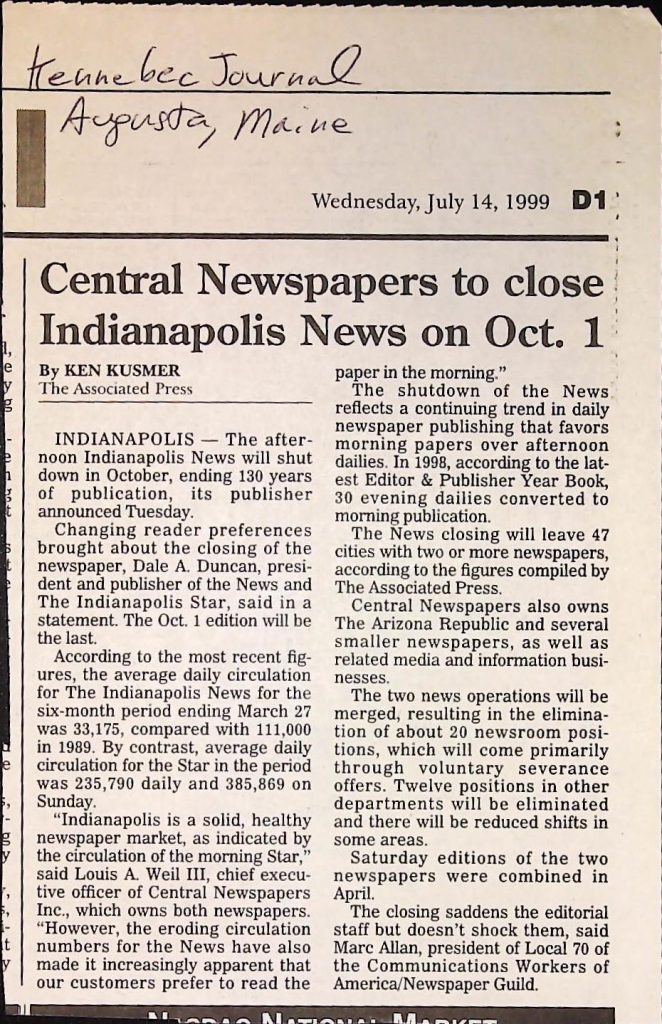 Kennebec Journal
Augusta, Maine
Wednesday, July 14, 1999 D1
Central Newspapers to close
Indianapolis News on Oct. 1
By KEN KUSMER
The Associated Press
INDIANAPOLIS — The after-
noon Indianapolis News will shut
down in October, ending 130 years
of publication, its publisher
announced Tuesday.
Changing reader preferences
brought about the closing of the
newspaper, Dale A. Duncan, presi-
dent and publisher of the News and
The Indianapolis Star, said in a
statement. The Oct. 1 edition will be
the last.
According to the most recent fig-
ures, the average daily circulation
for The Indianapolis News for the
six-month period ending March 27
was 33,175, compared with 111,000
in 1989. By contrast, average daily
circulation for the Star in the period
was 235,790 daily and 385,869 on
Sunday.
“Indianapolis is a solid, healthy
newspaper market, as indicated by
the circulation of the morning Star,”
said Louis A. Weil III, chief execu-
tive officer of Central Newspapers
Inc., which owns both newspapers.
“However, the eroding circulation
numbers for the News have also
made it increasingly apparent that
our customers prefer to read the
paper in the morning.”
The shutdown of the News
reflects a continuing trend in daily
newspaper publishing that favors
morning papers over afternoon
dailies. In 1998, according to the lat-
est Editor & Publisher Year Book,
30 evening dailies converted to
morning publication.
The News closing will leave 47
cities with two or more newspapers,
according to the figures compiled by
The Associated Press.
Central Newspapers also owns
The Arizona Republic and several
smaller newspapers, as well as
related media and information busi-
nesses.
The two news operations will be
merged, resulting in the elimina-
tion of about 20 newsroom posi-
tions, which will come primarily
through voluntary severance
offers. Twelve positions in other
departments will be eliminated
and there will be reduced shifts in
some areas.
Saturday editions of the two
newspapers were combined in
April.
The closing saddens the editorial
staff but doesn’t shock them, said
Marc Allan, president of Local 70 of
the Communications Workers of
America/Newspaper Guild.
NASDAQ NATIONAL MARKET